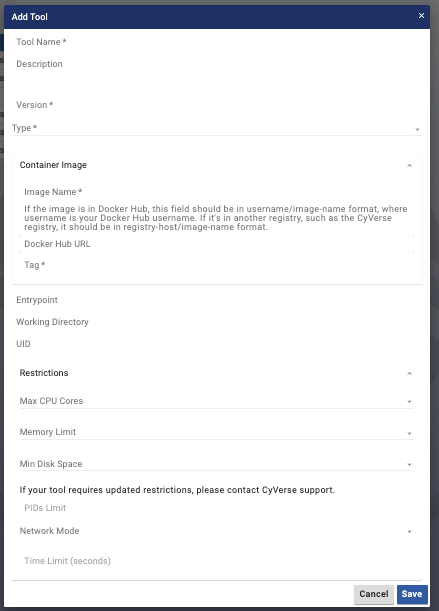 Add Tool ×
Tool Name *
Description
Version *
Type *
Container Image
Image Name *
If the image is in Docker Hub, this field should be in username/image-name format, where
username is your Docker Hub username. If it's in another registry, such as the CyVerse
registry, it should be in registry-host/image-name format.
Docker Hub URL
Tag *
Entrypoint
Working Directory
UID
Restrictions
Max CPU Cores
Memory Limit
Min Disk Space
If your tool requires updated restrictions, please contact CyVerse support.
PIDs Limit
Network Mode
Time Limit (seconds)
Cancel Save